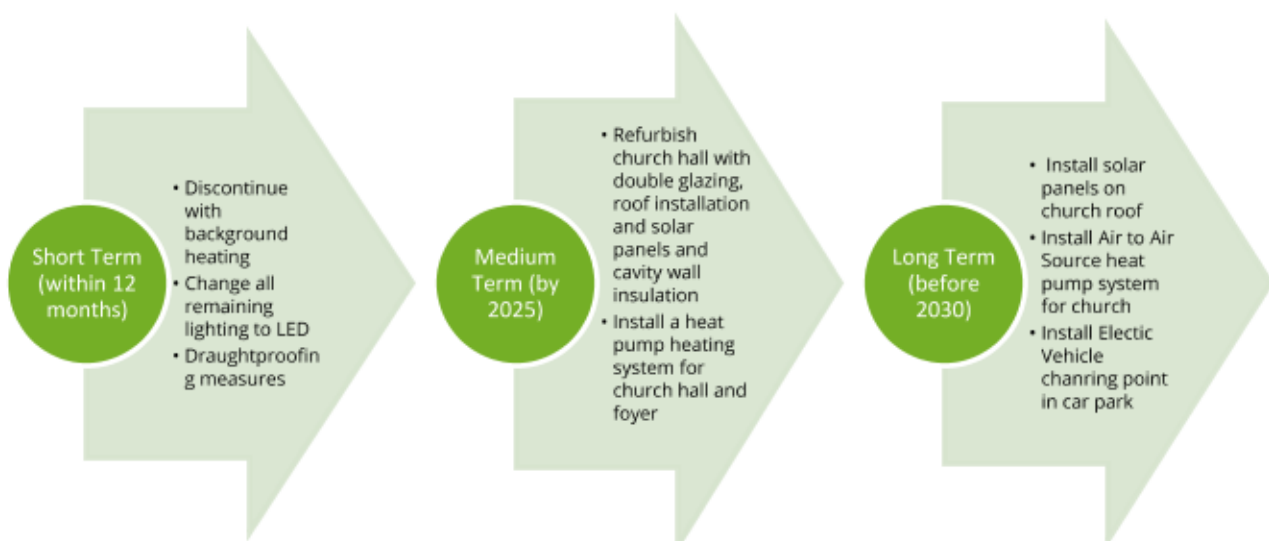 Short Term
(within 12
months)
• Discontinue
with
background
heating
• Change all
remaining
lighting to LED
• Draughtproofin
g measures
Medium
Term (by
2025)
• Refurbish
church hall with
double glazing,
roof installation
and solar
panels and
cavity wall
insulation
• Install a heat
pump heating
system for
church hall and
foyer
Long Term
(before
2030)
• Install solar
panels on
church roof
• Install Air to Air
Source heat
pump system
for church
• Install Electic
Vehicle
chanring point
in car park